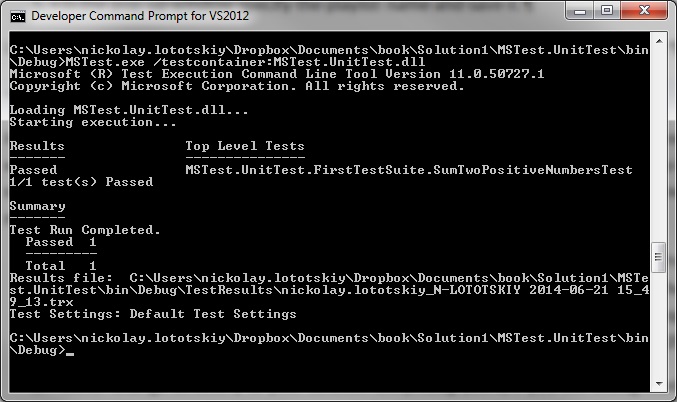 Developer Command Prompt for VS2012
C:\Users\nickolay.lototskiy\Dropbox\Documents\book\Solution1\MSTest.UnitTest\bin
\Debug>MSTest.exe /testcontainer:MSTest.UnitTest.dll
Microsoft (R) Test Execution Command Line Tool Version 11.0.50727.1
Copyright (c) Microsoft Corporation. All rights reserved.
Loading MSTest.UnitTest.dll...
Starting execution...
Results Top Level Tests
------- ---------------
Passed MSTest.UnitTest.FirstTestSuite.SumTwoPositiveNumbersTest
1/1 test(s) Passed
Summary
-------
Test Run Completed.
Passed 1
---------
Total 1
Results file: C:\Users\nickolay.lototskiy\Dropbox\Documents\book\Solution1\MSTe
st.UnitTest\bin\Debug\TestResults\nickolay.lototskiy_N-LOTOTSKIY 2014-06-21 15_4
9_13.trx
Test Settings: Default Test Settings
C:\Users\nickolay.lototskiy\Dropbox\Documents\book\Solution1\MSTest.UnitTest\bin
\Debug>_